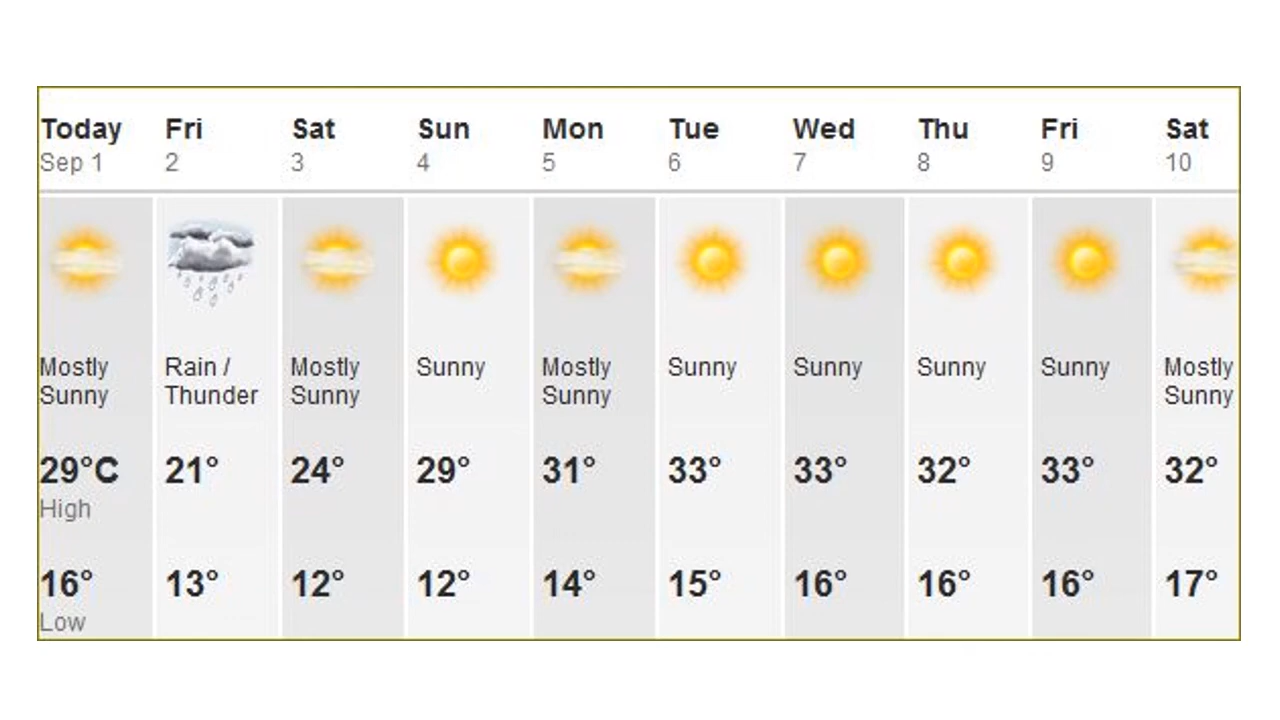 Today Fri Sat Sun Mon Tue Wed Thu Fri Sat
Sep 1 2 3 4 5 6 7 8 9 10
Mostly Rain / Mostly Sunny Mostly Sunny Sunny Sunny Sunny Mostly
Sunny Thunder Sunny Sunny Sunny
29°C 21° 24° 29° 31° 33° 33° 32° 33° 32°
High
16° 13° 12° 12° 14° 15° 16° 16° 16° 17°
Low